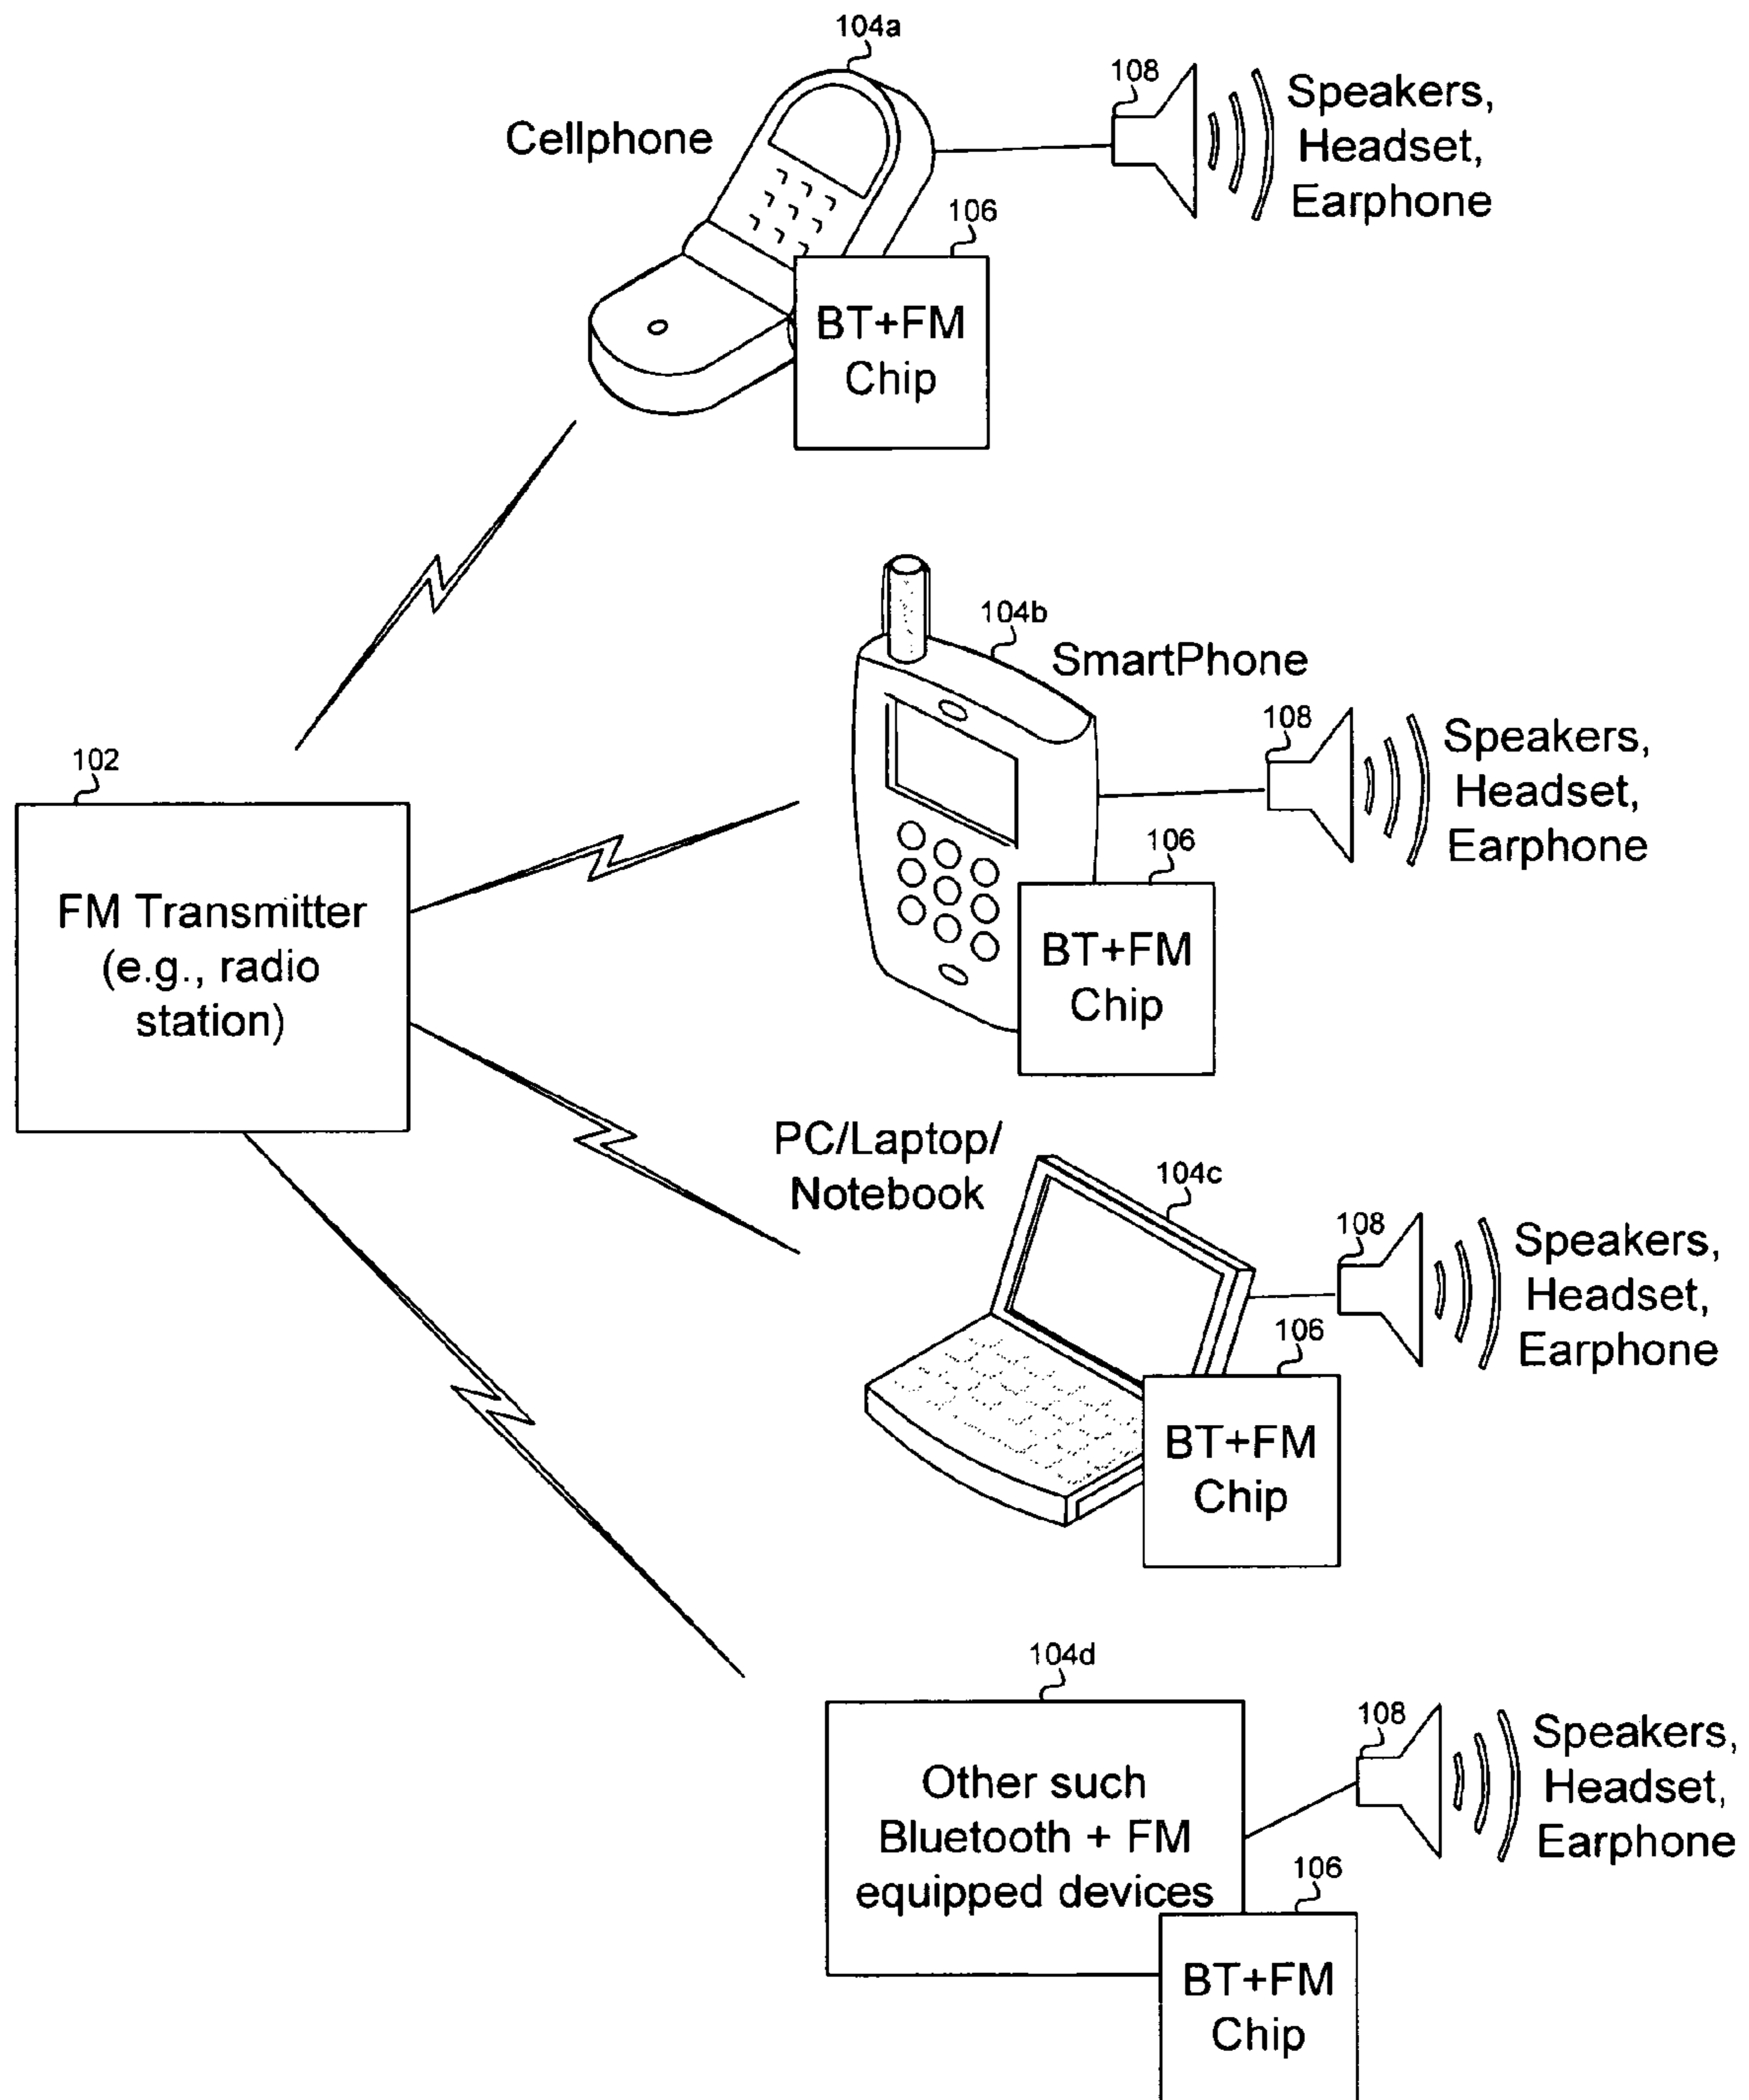 104a
Cellphone
108
Speakers,
Headset,
Earphone
106
BT+FM
Chip
104b
SmartPhone
108
Speakers,
Headset,
Earphone
106
BT+FM
Chip
102
FM Transmitter
(e.g., radio
station)
PC/Laptop/
Notebook
104c
108
Speakers,
Headset,
Earphone
106
BT+FM
Chip
104d
Other such
Bluetooth + FM
equipped devices
108
Speakers,
Headset,
Earphone
106
BT+FM
Chip